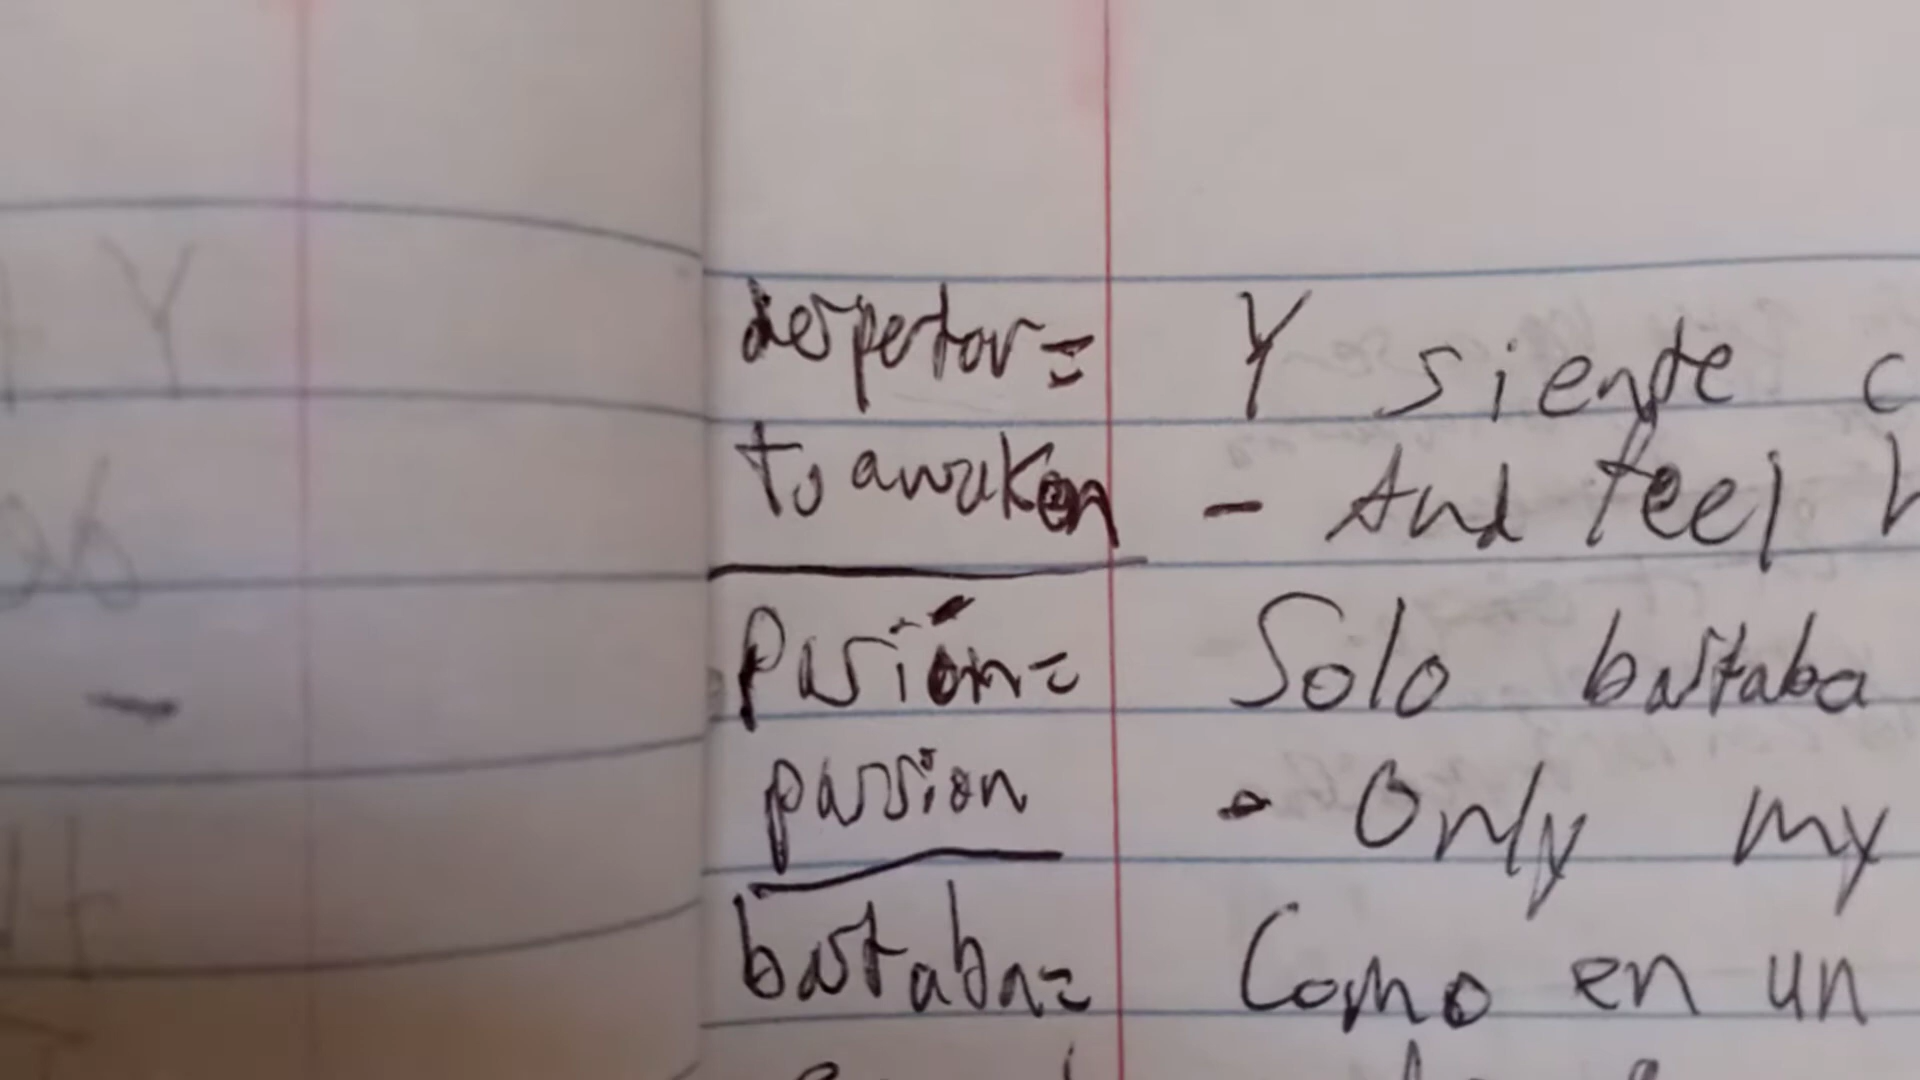 Y
despertar= Y siente c
to awaken - And feel h
Pasión= Solo bastaba
passion - Only my
bastaba= Como en un